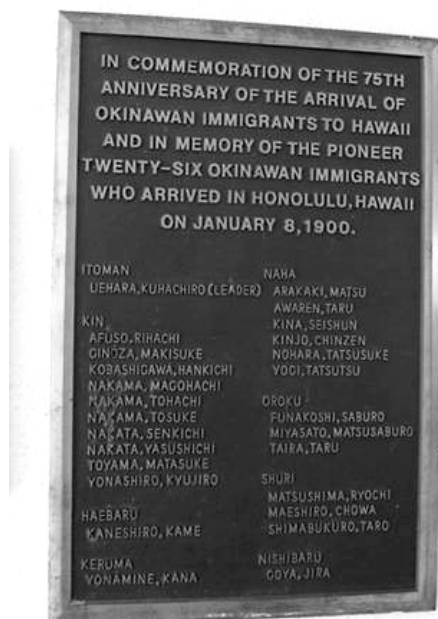 IN COMMEMORATION OF THE 75TH
ANNIVERSARY OF THE ARRIVAL OF
OKINAWAN IMMIGRANTS TO HAWAII
AND IN MEMORY OF THE PIONEER
TWENTY-SIX OKINAWAN IMMIGRANTS
WHO ARRIVED IN HONOLULU, HAWAII
ON JANUARY 8, 1900.
ITOMAN
UEHARA, KUHACHIRO (LEADER)
KIN
AFUSO, RIHACHI
GINOZA, MAKISUKE
KOBASHIGAWA, HANKICHI
NAKAMA, MAGOHACHI
NAKAMA, TOHACHI
NAKAMA, TOSUKE
NAKATA, SENKICHI
NAKATA, YASUSHICHI
TOYAMA, MATASUKE
YONASHIRO, KYUJIRO
HAEBARU
KANESHIRO, KAME
KERUMA
YONAMINE, KANA
NAHA
ARAKAKI, MATSU
AWAREN, TARU
KINA, SEISHUN
KINJO, CHINZEN
NOHARA, TATSUSUKE
YOGI, TATSUTSU
OROKU
FUNAKOSHI, SABURO
MIYASATO, MATSUSABURO
TAIRA, TARU
SHURI
MATSUSHIMA, RYOCHI
MAESHIRO, CHOWA
SHIMABUKURO, TARO
NISHIBARU
GOYA, JIRA